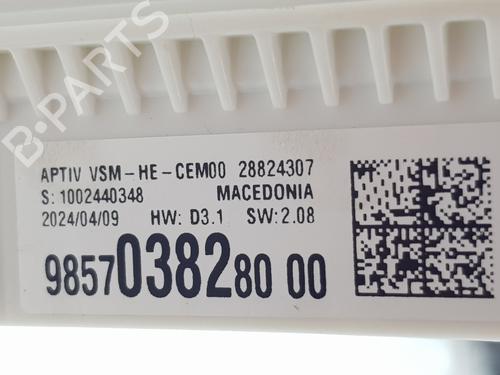 B-PARTS
APTIV VSM-HE-CEM00 28824307
S:1002440348 MACEDONIA
2024/04/09 HW: D3.1 SW:2.08
9857038280 00